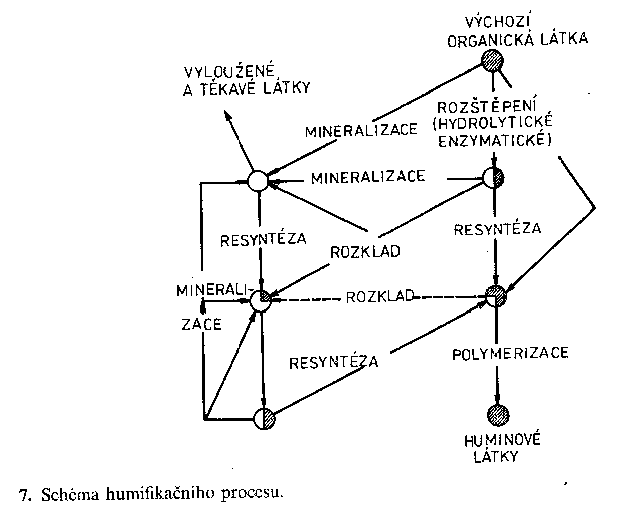 VÝCHOZÍ
ORGANICKÁ LÁTKA
VYLOUŽENÉ
A TĚKAVÉ LÁTKY
ROZŠTĚPENÍ
(HYDROLYTICKÉ
ENZYMATICKÉ)
MINERALIZACE
MINERALIZACE
RESYNTÉZA
RESYNTÉZA
ROZKLAD
MINERALI-
ZACE
ROZKLAD
RESYNTÉZA
POLYMERIZACE
HUMINOVÉ
LÁTKY
7. Schéma humifikačního procesu.